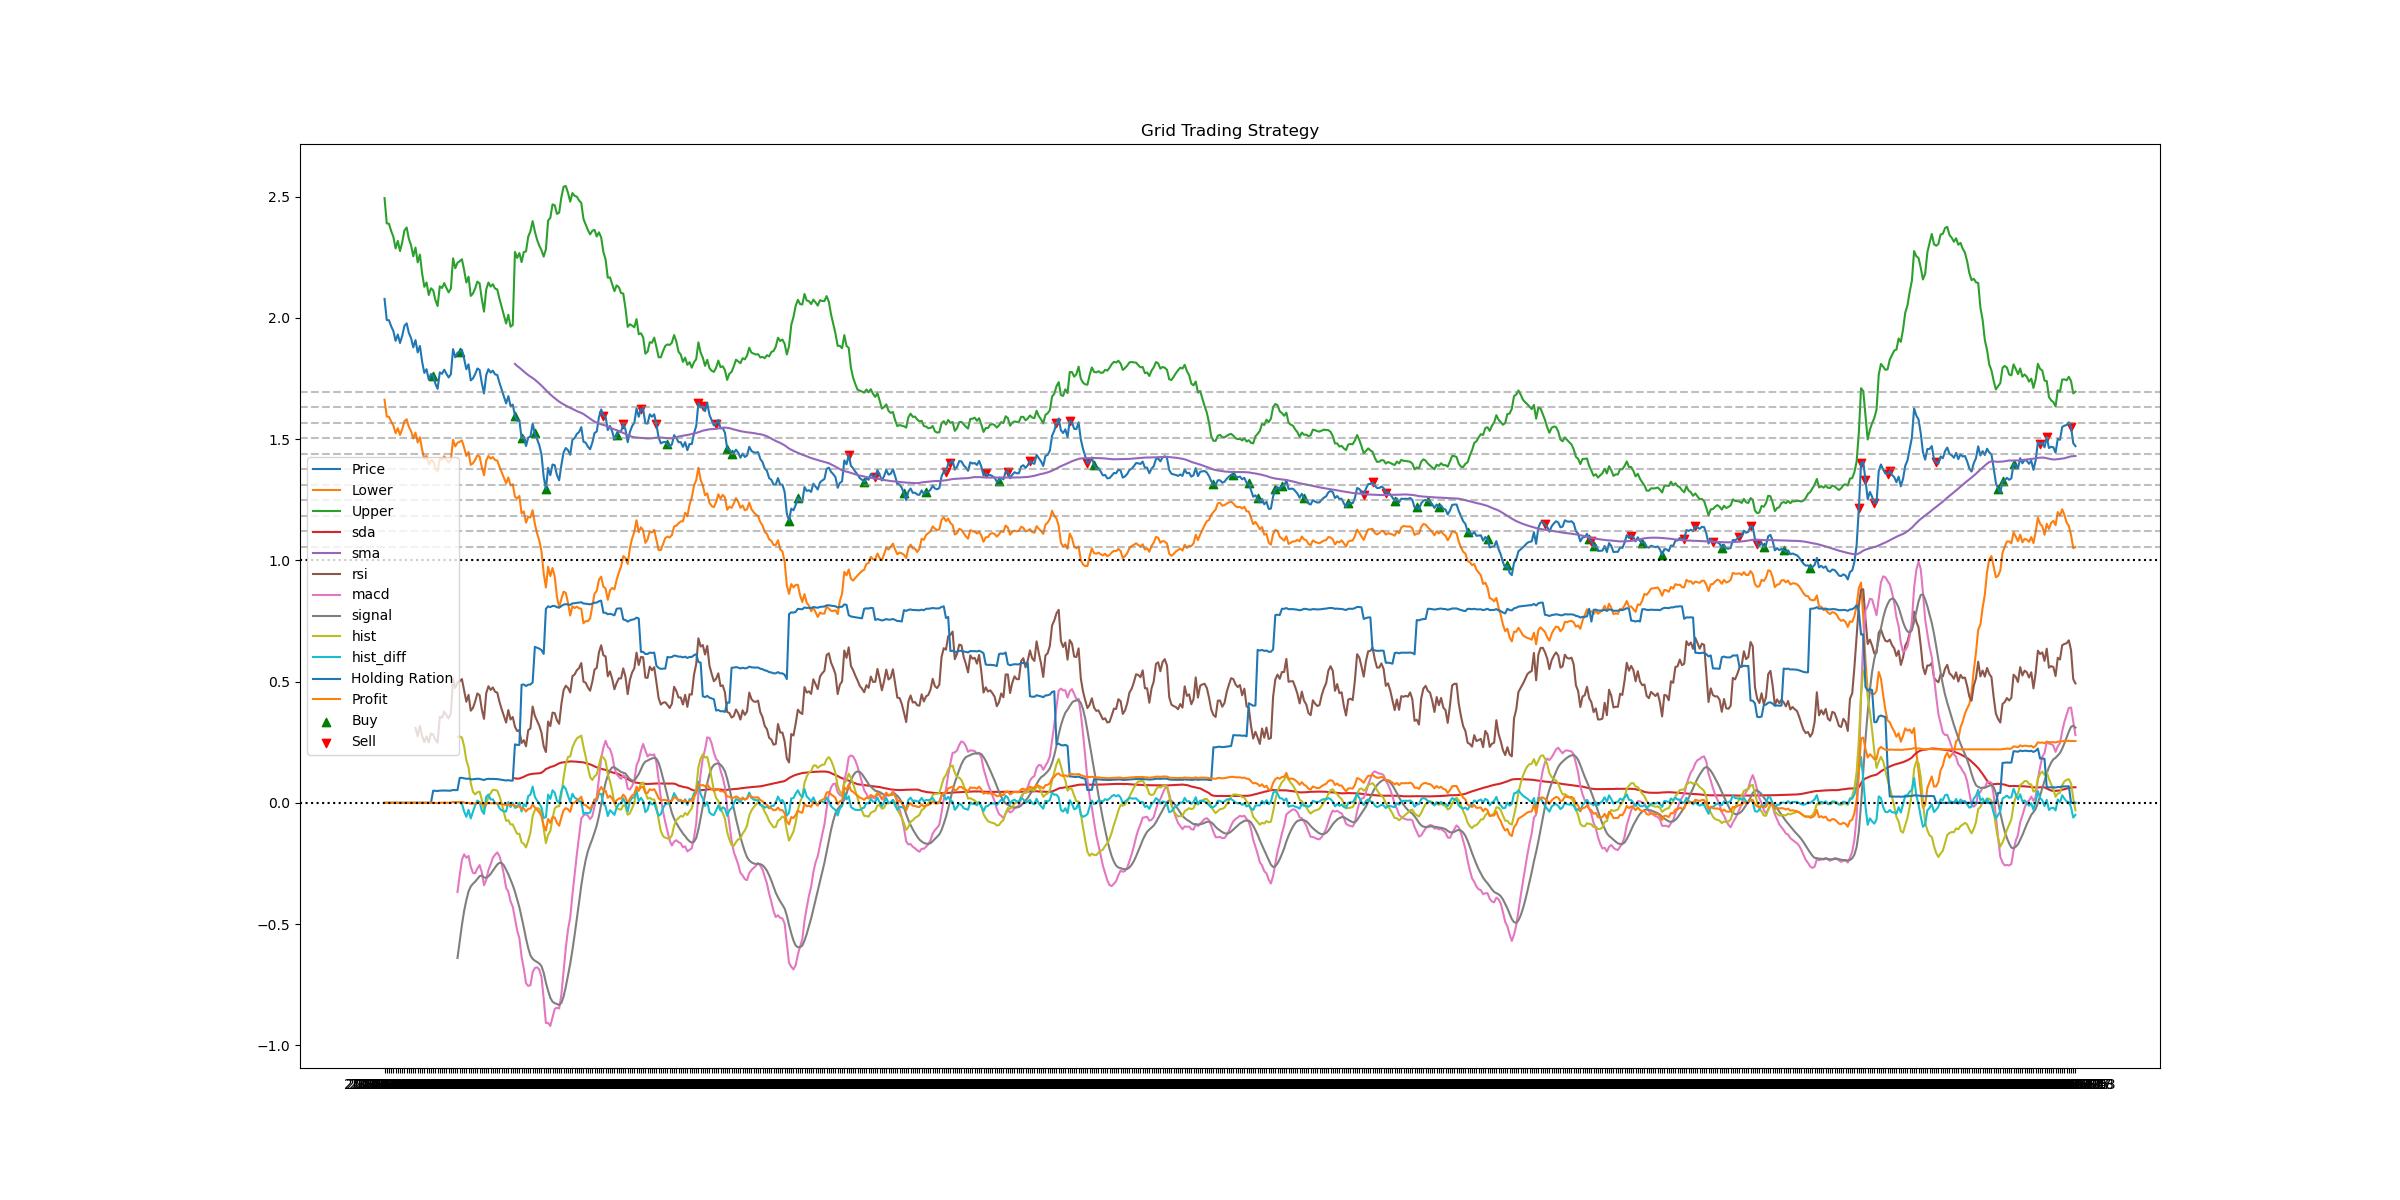 Grid Trading Strategy
2.5
2.0
1.5
1.0
0.5
0.0
−0.5
−1.0
Price
Lower
Upper
sda
sma
rsi
macd
signal
hist
hist_diff
Holding Ration
Profit
Buy
Sell